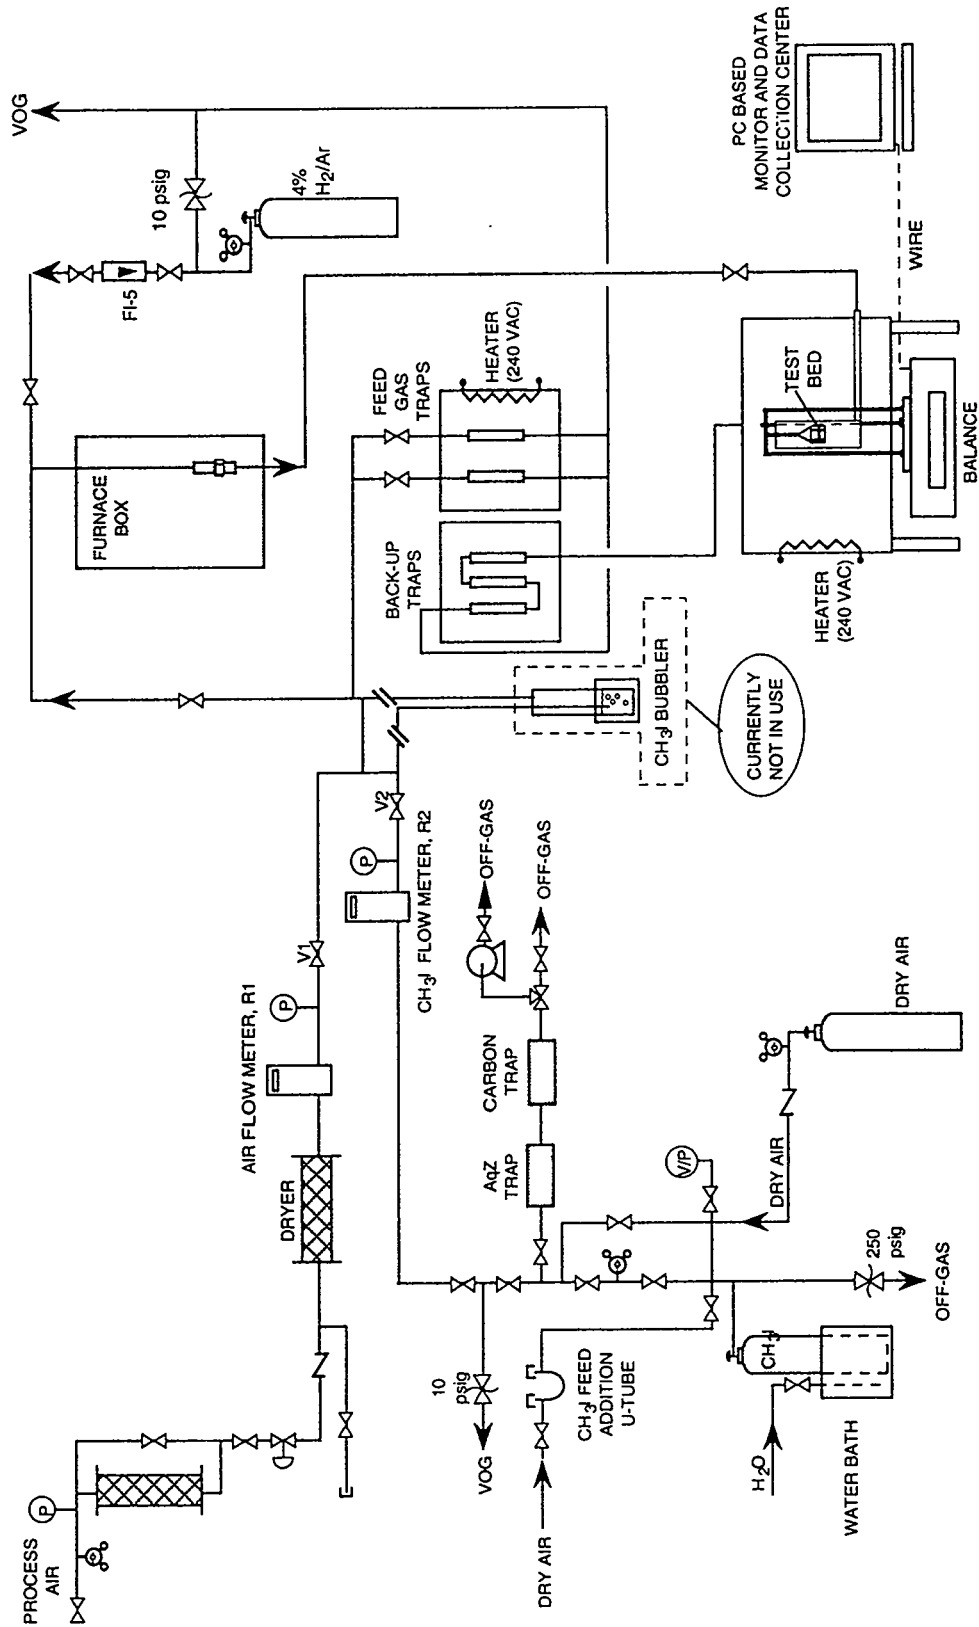 PROCESS
AIR
P
DRYER
AIR FLOW METER, R1
P
V1
CH3I FLOW METER, R2
P
V2
VOG
10
psig
DRY AIR
CH3I FEED
ADDITION
U-TUBE
AqZ
TRAP
CARBON
TRAP
OFF-GAS
OFF-GAS
V/P
H2O
WATER BATH
CH3I
OFF-GAS
250
psig
DRY AIR
DRY AIR
CH3I BUBBLER
CURRENTLY
NOT IN USE
FURNACE
BOX
BACK-UP
TRAPS
FEED
GAS
TRAPS
HEATER
(240 VAC)
FI-5
10 psig
4%
H2/Ar
VOG
HEATER
(240 VAC)
TEST
BED
BALANCE
WIRE
PC BASED
MONITOR AND DATA
COLLECTION CENTER